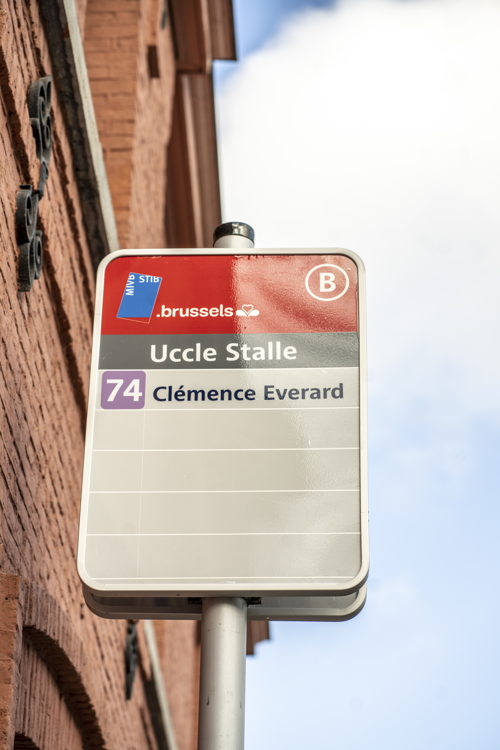 MIVB STIB
.brussels
B
Uccle Stalle
74 Clémence Everard